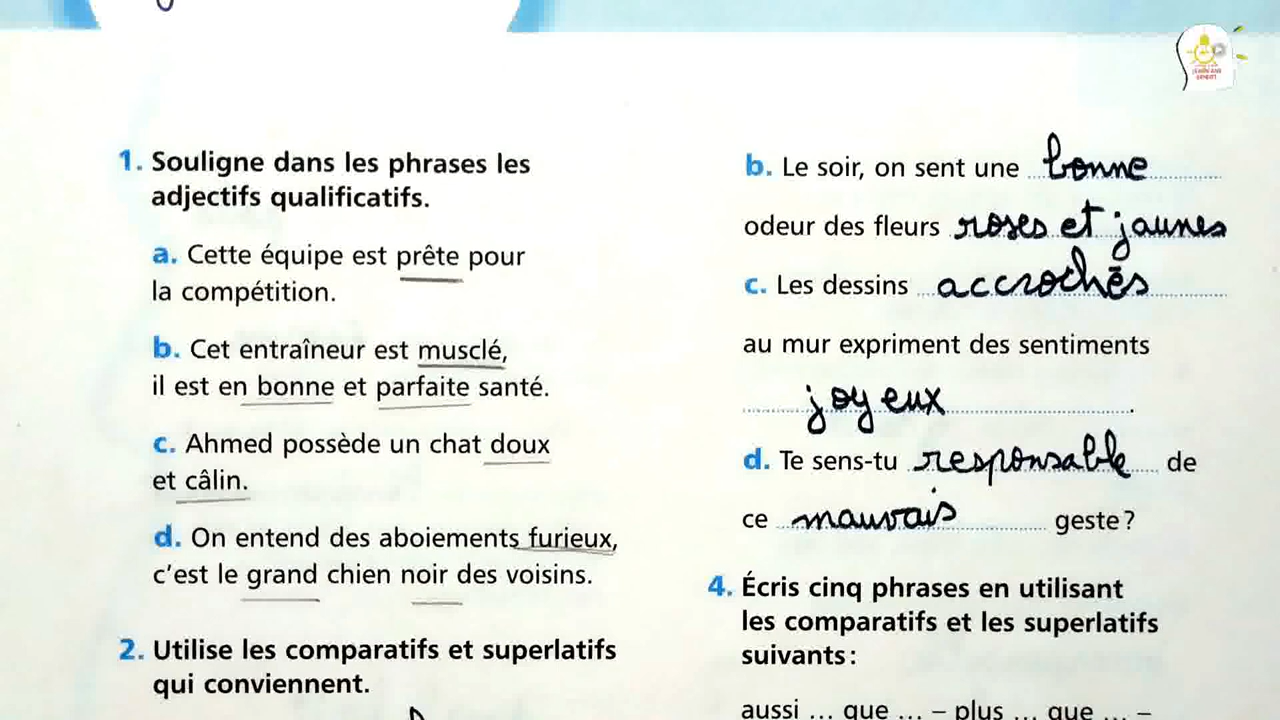 1. Souligne dans les phrases les
adjectifs qualificatifs.
a. Cette équipe est prête pour
la compétition.
b. Cet entraîneur est musclé,
il est en bonne et parfaite santé.
c. Ahmed possède un chat doux
et câlin.
d. On entend des aboiements furieux,
c'est le grand chien noir des voisins.
2. Utilise les comparatifs et superlatifs
qui conviennent.
b. Le soir, on sent une bonne
odeur des fleurs roses et jaunes
c. Les dessins accrochés
au mur expriment des sentiments
joyeux.
d. Te sens-tu responsable de
ce mauvais geste ?
4. Écris cinq phrases en utilisant
les comparatifs et les superlatifs
suivants :
aussi ... que ... – plus ... que ... –